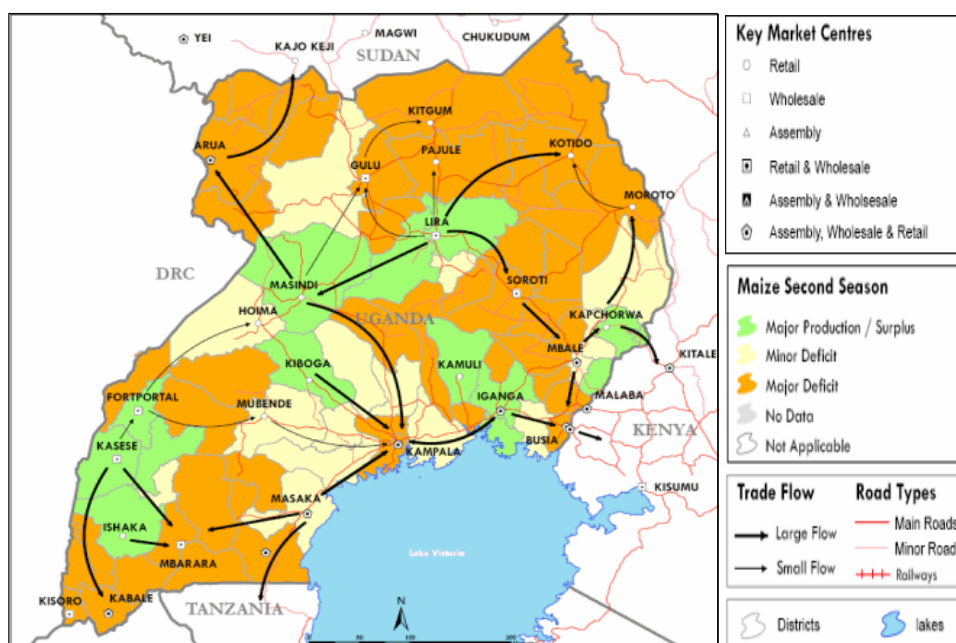 YEI
KAJO KEJI
MAGWI
CHUKUDUM
SUDAN
KITGUM
ARUA
GULU
PAJULE
KOTIDO
MOROTO
LIRA
DRC
MASINDI
SOROTI
HOIMA
UGANDA
KAPCHORWA
MBALE
KITALE
KIBOGA
KAMULI
FORTPORTAL
MUBENDE
IGANGA
MALABA
KASESE
KAMPALA
BUSIA
KENYA
MASAKA
KISUMU
ISHAKA
MBARARA
Lake Victoria
KISORO
KABALE
TANZANIA
N
0 50 100 200
Key Market Centres
Retail
Wholesale
Assembly
Retail & Wholesale
Assembly & Wholsesale
Assembly, Wholesale & Retail
Maize Second Season
Major Production / Surplus
Minor Deficit
Major Deficit
No Data
Not Applicable
Trade Flow
Large Flow
Small Flow
Road Types
Main Roads
Minor Road
Railways
Districts
lakes